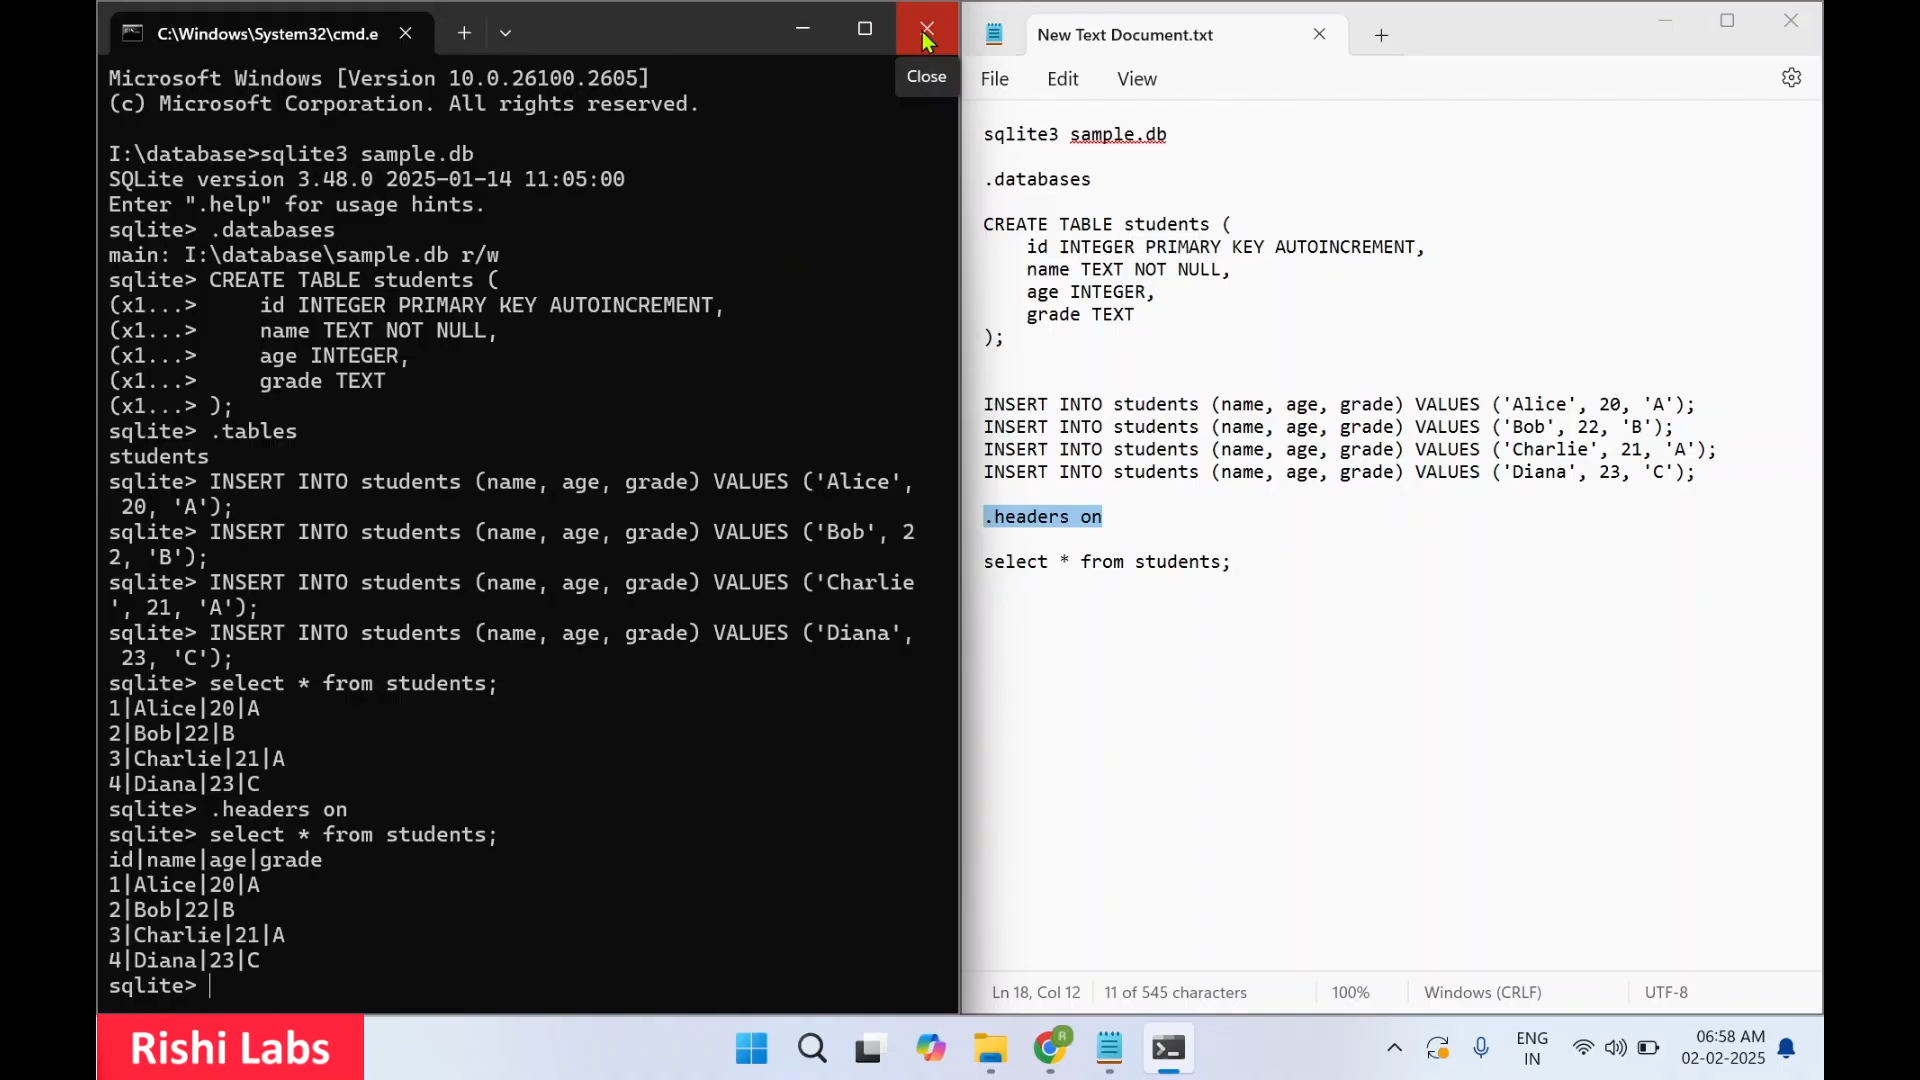 C:\Windows\System32\cmd.e
Close
Microsoft Windows [Version 10.0.26100.2605]
(c) Microsoft Corporation. All rights reserved.
I:\database>sqlite3 sample.db
SQLite version 3.48.0 2025-01-14 11:05:00
Enter ".help" for usage hints.
sqlite> .databases
main: I:\database\sample.db r/w
sqlite> CREATE TABLE students (
(x1...>     id INTEGER PRIMARY KEY AUTOINCREMENT,
(x1...>     name TEXT NOT NULL,
(x1...>     age INTEGER,
(x1...>     grade TEXT
(x1...> );
sqlite> .tables
students
sqlite> INSERT INTO students (name, age, grade) VALUES ('Alice',
 20, 'A');
sqlite> INSERT INTO students (name, age, grade) VALUES ('Bob', 2
2, 'B');
sqlite> INSERT INTO students (name, age, grade) VALUES ('Charlie
', 21, 'A');
sqlite> INSERT INTO students (name, age, grade) VALUES ('Diana',
 23, 'C');
sqlite> select * from students;
1|Alice|20|A
2|Bob|22|B
3|Charlie|21|A
4|Diana|23|C
sqlite> .headers on
sqlite> select * from students;
id|name|age|grade
1|Alice|20|A
2|Bob|22|B
3|Charlie|21|A
4|Diana|23|C
sqlite>
New Text Document.txt
File Edit View
sqlite3 sample.db
.databases
CREATE TABLE students (
    id INTEGER PRIMARY KEY AUTOINCREMENT,
    name TEXT NOT NULL,
    age INTEGER,
    grade TEXT
);
INSERT INTO students (name, age, grade) VALUES ('Alice', 20, 'A');
INSERT INTO students (name, age, grade) VALUES ('Bob', 22, 'B');
INSERT INTO students (name, age, grade) VALUES ('Charlie', 21, 'A');
INSERT INTO students (name, age, grade) VALUES ('Diana', 23, 'C');
.headers on
select * from students;
Ln 18, Col 12 11 of 545 characters 100% Windows (CRLF) UTF-8
Rishi Labs
R
ENG
IN
06:58 AM
02-02-2025